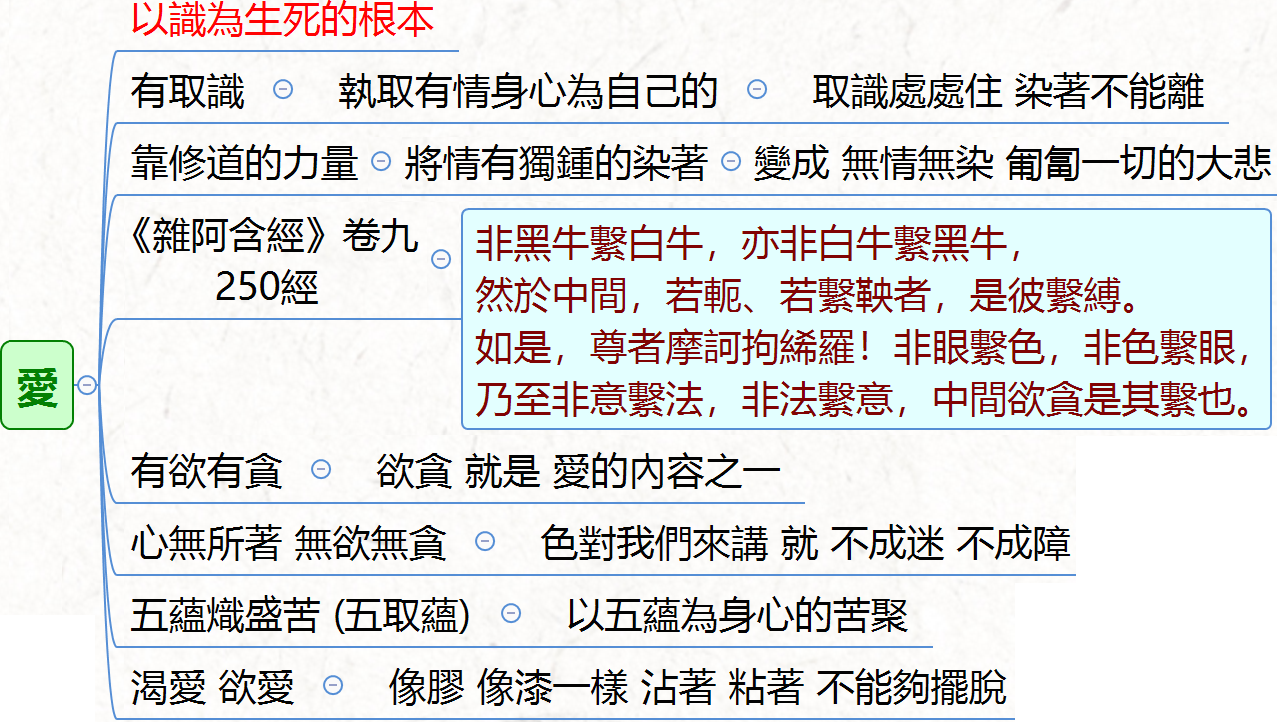 以識為生死的根本
有取識 執取有情身心為自己的 取識處處住 染著不能離
靠修道的力量 將情有獨鍾的染著 變成 無情無染 匍匐一切的大悲
《雜阿含經》卷九
250經
非黑牛繫白牛，亦非白牛繫黑牛，
然於中間，若軛、若繫鞅者，是彼繫縛。
如是，尊者摩訶拘絺羅！非眼繫色，非色繫眼，
乃至非意繫法，非法繫意，中間欲貪是其繫也。
愛
有欲有貪 欲貪 就是 愛的內容之一
心無所著 無欲無貪 色對我們來講 就 不成迷 不成障
五蘊熾盛苦 (五取蘊) 以五蘊為身心的苦聚
渴愛 欲愛 像膠 像漆一樣 沾著 粘著 不能夠擺脫